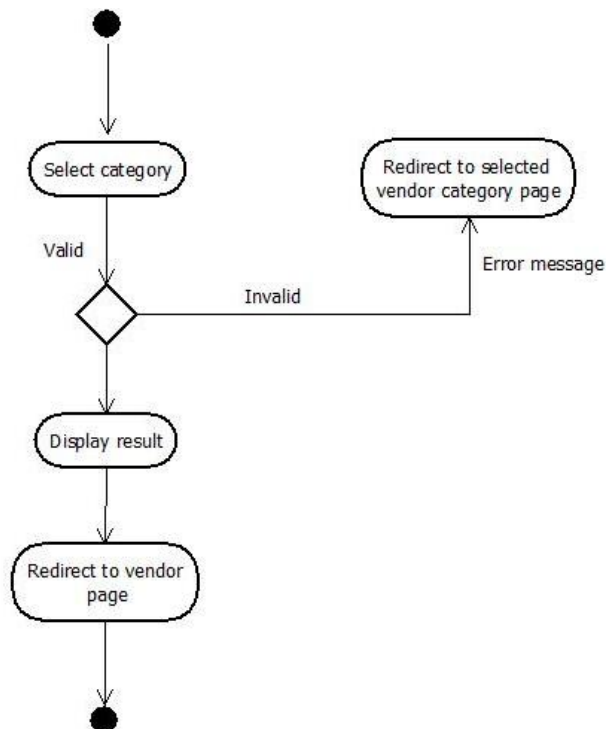 Select category
Redirect to selected
vendor category page
Valid
Error message
Invalid
Display result
Redirect to vendor
page